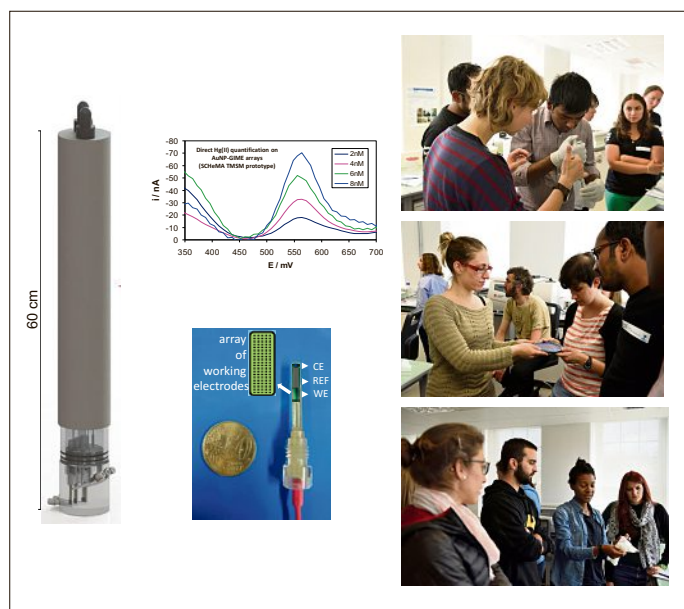 60 cm
Direct Hg(II) quantification on
AuNP-GIME arrays
(SCHeMA TMSM prototype)
2nM
4nM
6nM
8nM
-80
-70
-60
-50
-40
-30
-20
-10
0
i / nA
350 400 450 500 550 600 650 700
E / mV
array
of
working
electrodes
CE
REF
WE